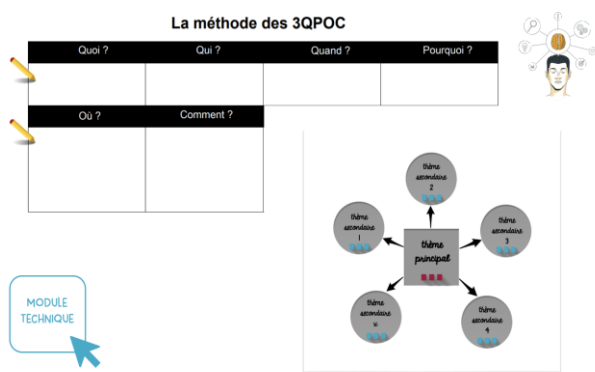 La méthode des 3QPOC
Quoi ? Qui ? Quand ? Pourquoi ?
Où ? Comment ?
thème
secondaire
2
thème
secondaire
1
thème
secondaire
3
thème
principal
thème
secondaire
thème
secondaire
4
MODULE
TECHNIQUE